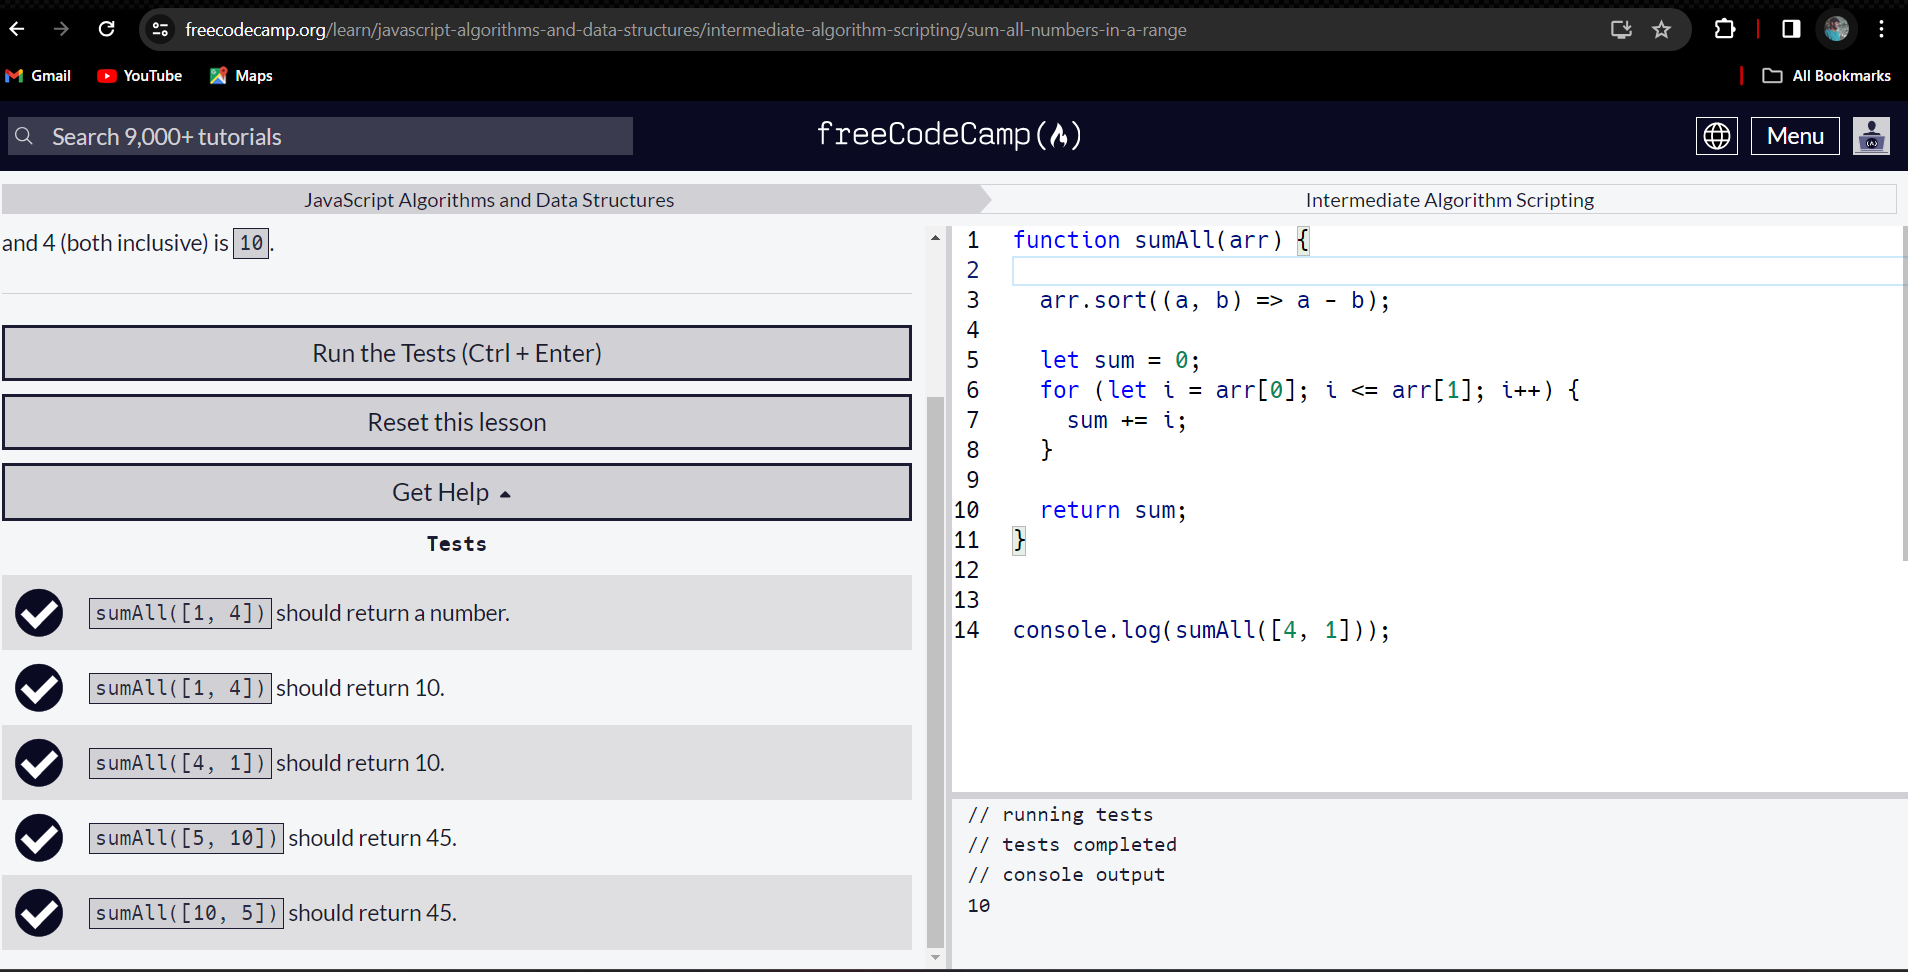 freecodecamp.org/learn/javascript-algorithms-and-data-structures/intermediate-algorithm-scripting/sum-all-numbers-in-a-range
Gmail YouTube Maps All Bookmarks
Search 9,000+ tutorials freeCodeCamp(🔥) Menu
JavaScript Algorithms and Data Structures Intermediate Algorithm Scripting
and 4 (both inclusive) is 10.
Run the Tests (Ctrl + Enter)
Reset this lesson
Get Help
Tests
sumAll([1, 4]) should return a number.
sumAll([1, 4]) should return 10.
sumAll([4, 1]) should return 10.
sumAll([5, 10]) should return 45.
sumAll([10, 5]) should return 45.
1 function sumAll(arr) {
2
3 arr.sort((a, b) => a - b);
4
5 let sum = 0;
6 for (let i = arr[0]; i <= arr[1]; i++) {
7 sum += i;
8 }
9
10 return sum;
11 }
12
13
14 console.log(sumAll([4, 1]));
// running tests
// tests completed
// console output
10